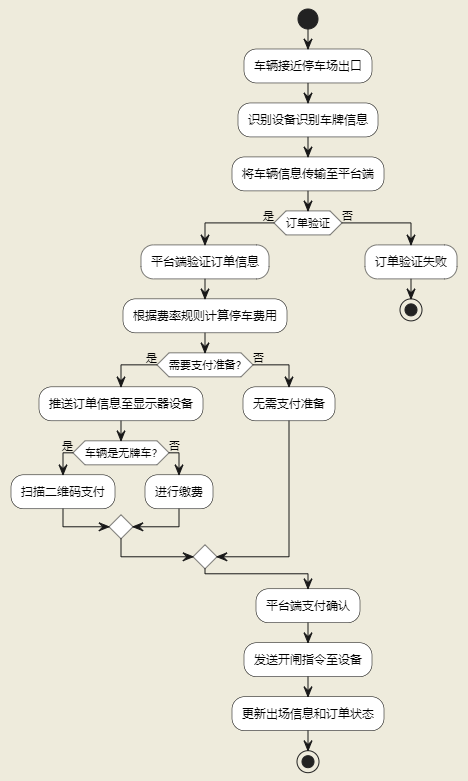 车辆接近停车场出口
识别设备识别车牌信息
将车辆信息传输至平台端
是
订单验证
否
平台端验证订单信息
订单验证失败
根据费率规则计算停车费用
是
需要支付准备?
否
推送订单信息至显示器设备
无需支付准备
是
车辆是无牌车?
否
扫描二维码支付
进行缴费
平台端支付确认
发送开闸指令至设备
更新出场信息和订单状态